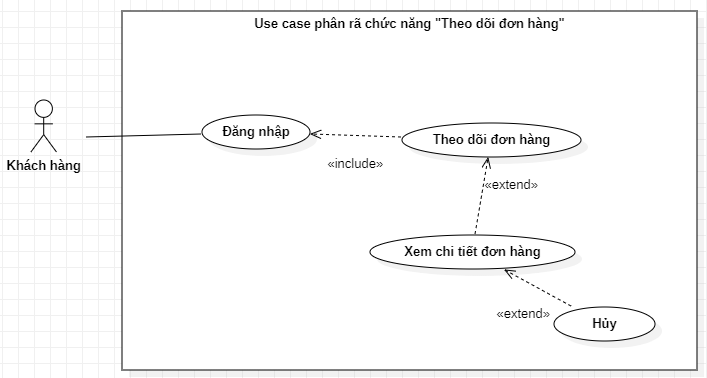 Use case phân rã chức năng "Theo dõi đơn hàng"
Đăng nhập
Theo dõi đơn hàng
Khách hàng
«include»
«extend»
Xem chi tiết đơn hàng
«extend»
Hủy